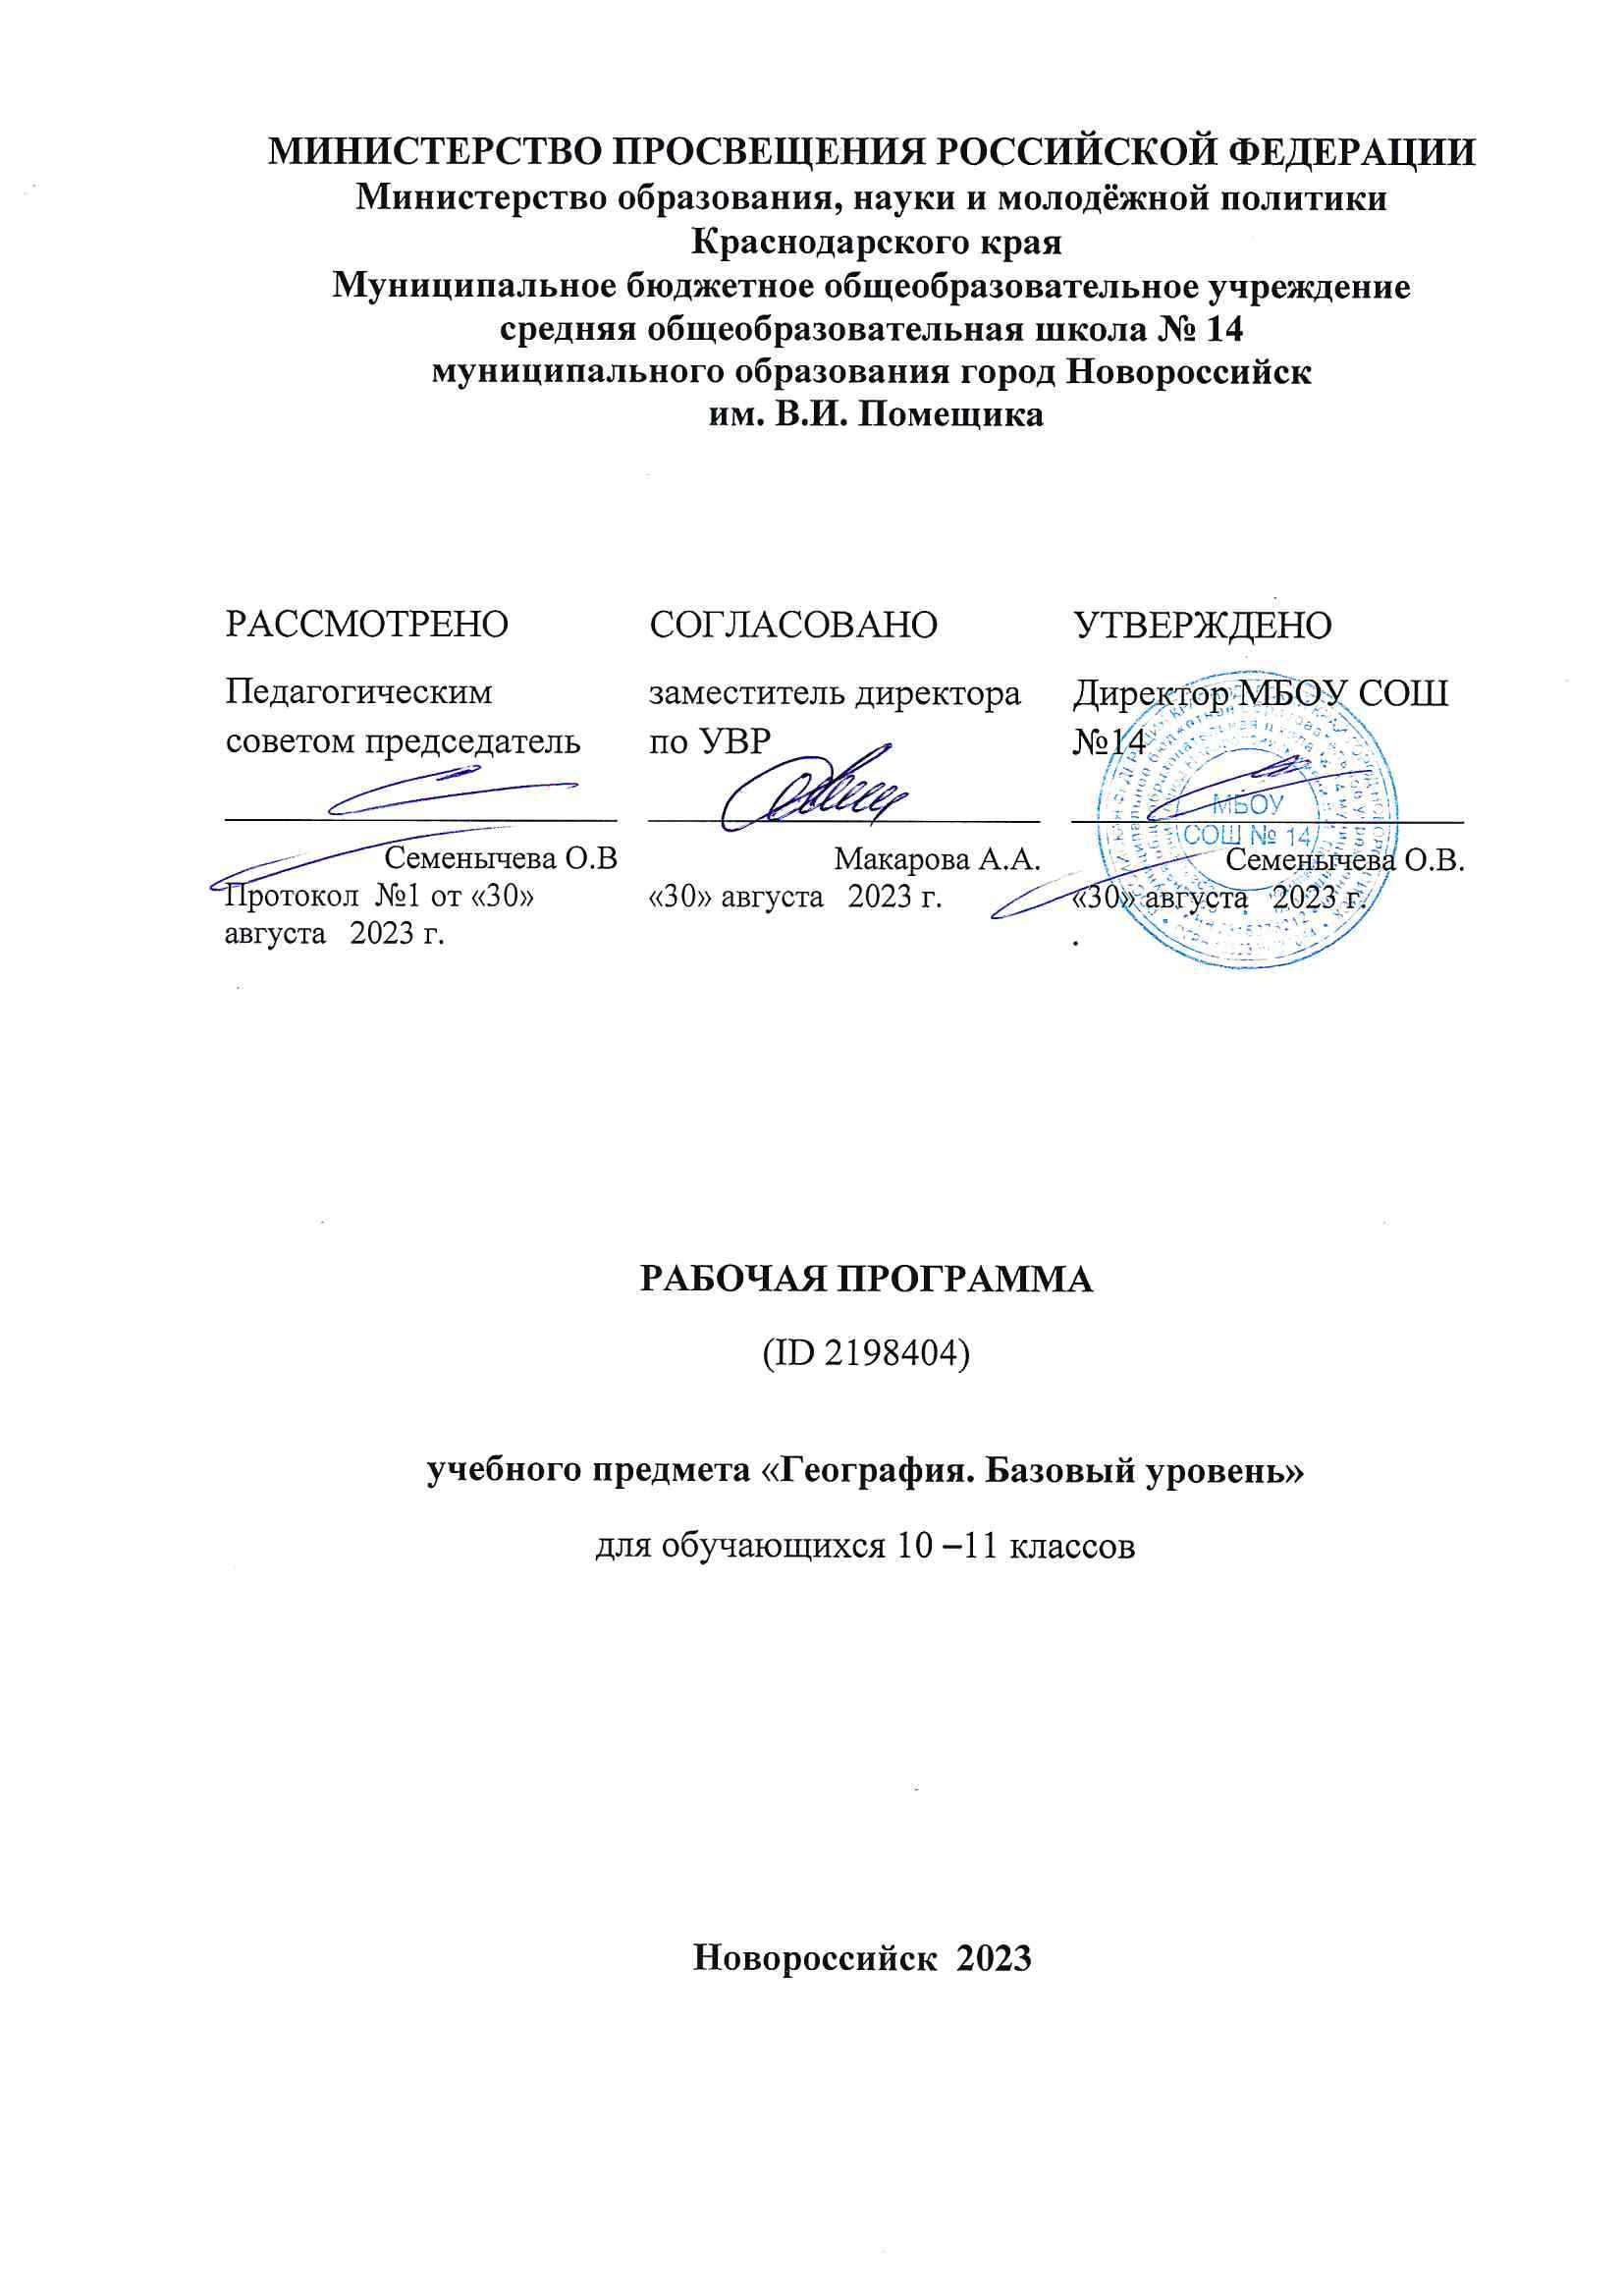 МИНИСТЕРСТВО ПРОСВЕЩЕНИЯ РОССИЙСКОЙ ФЕДЕРАЦИИ
Министерство образования, науки и молодёжной политики
Краснодарского края
Муниципальное бюджетное общеобразовательное учреждение
средняя общеобразовательная школа № 14
муниципального образования город Новороссийск
им. В.И. Помещика
РАССМОТРЕНО
Педагогическим
советом председатель
Семенычева О.В
Протокол №1 от «30»
августа 2023 г.
СОГЛАСОВАНО
заместитель директора
по УВР
Макарова А.А.
«30» августа 2023 г.
УТВЕРЖДЕНО
Директор МБОУ СОШ
№14
МБОУ
СОШ № 14
Семенычева О.В.
«30» августа 2023 г.
.
РАБОЧАЯ ПРОГРАММА
(ID 2198404)
учебного предмета «География. Базовый уровень»
для обучающихся 10 –11 классов
Новороссийск 2023